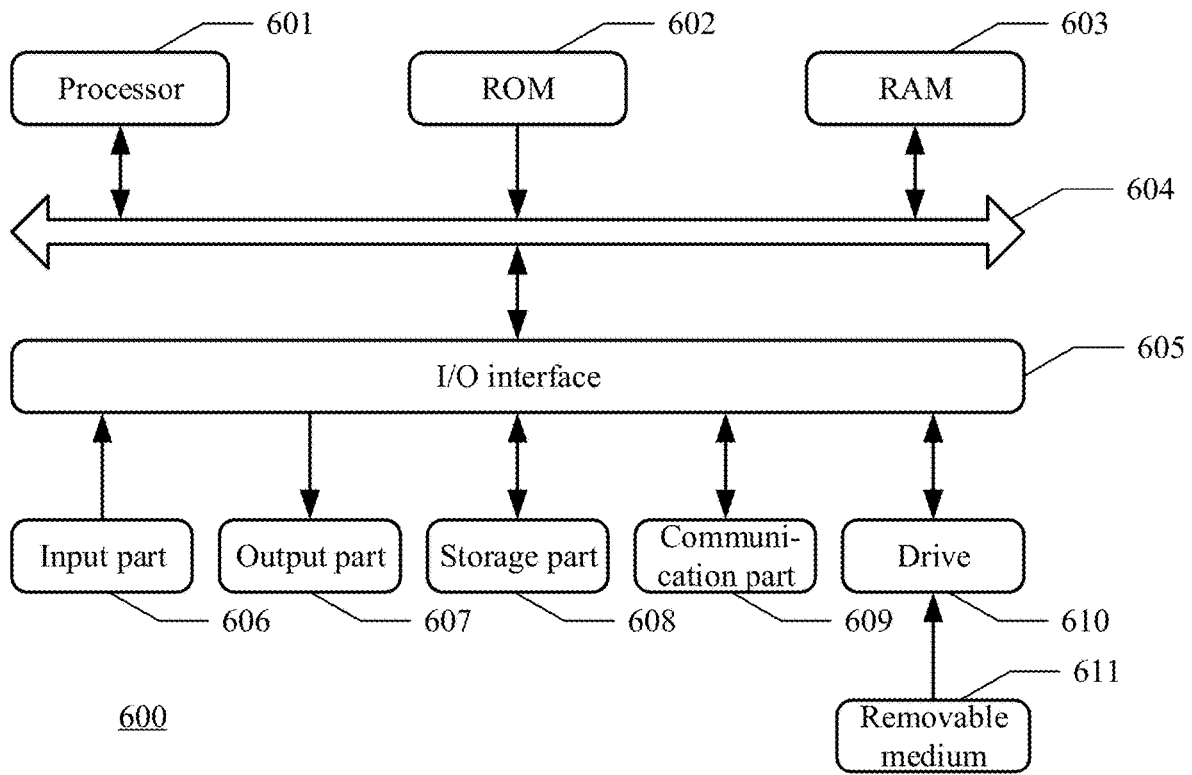 601
602
603
Processor
ROM
RAM
604
605
I/O interface
Input part
Output part
Storage part
Communi-
cation part
Drive
606
607
608
609
610
611
600
Removable
medium